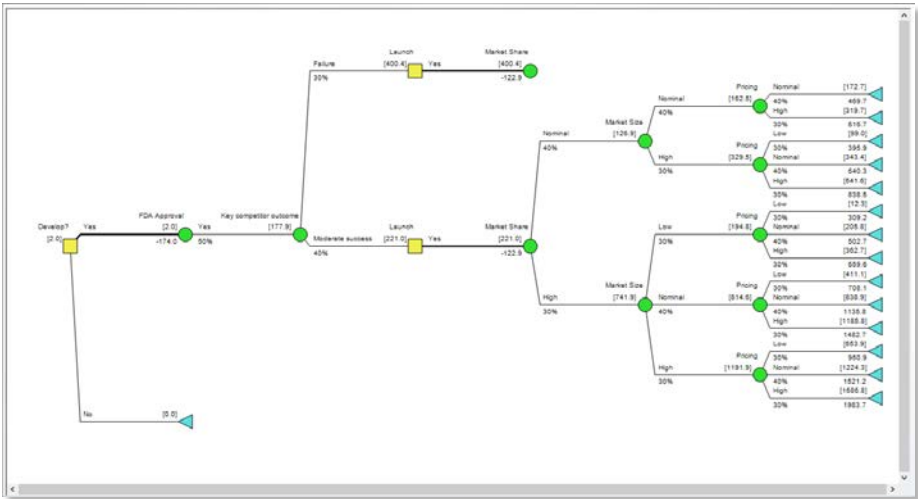 Launch Market Share
Failure [400.4] Yes [400.4]
30% -122.9
Pricing Nominal [172.7]
Nominal [162.8] 40% 469.7
40% High [319.7]
Market Size 30% 616.7
Nominal [126.9] Low [99.0]
40% Pricing 30% 395.9
High [329.5] Nominal [343.4]
30% 40% 640.3
High [541.6]
30% 838.5
Low [12.3]
Develop? Yes FDA Approval [2.0] Yes Key competitor outcome [177.9]
[2.0] -174.0 50%
Moderate success Launch [221.0] Yes Market Share [221.0]
40% -122.9
Low Pricing [194.8] 30% 309.2
30% Nominal [205.8]
40% 502.7
High [392.7]
30% 689.6
Low [411.1]
Market Size Pricing 30% 708.1
High [741.9] Nominal [814.6] Nominal [838.9]
30% 40% 40% 1135.8
High [1185.8]
30% 1482.7
Low [663.9]
Pricing 30% 960.9
High [1191.9] Nominal [1224.3]
30% 40% 1521.2
High [1686.8]
30% 1983.7
No [0.0]